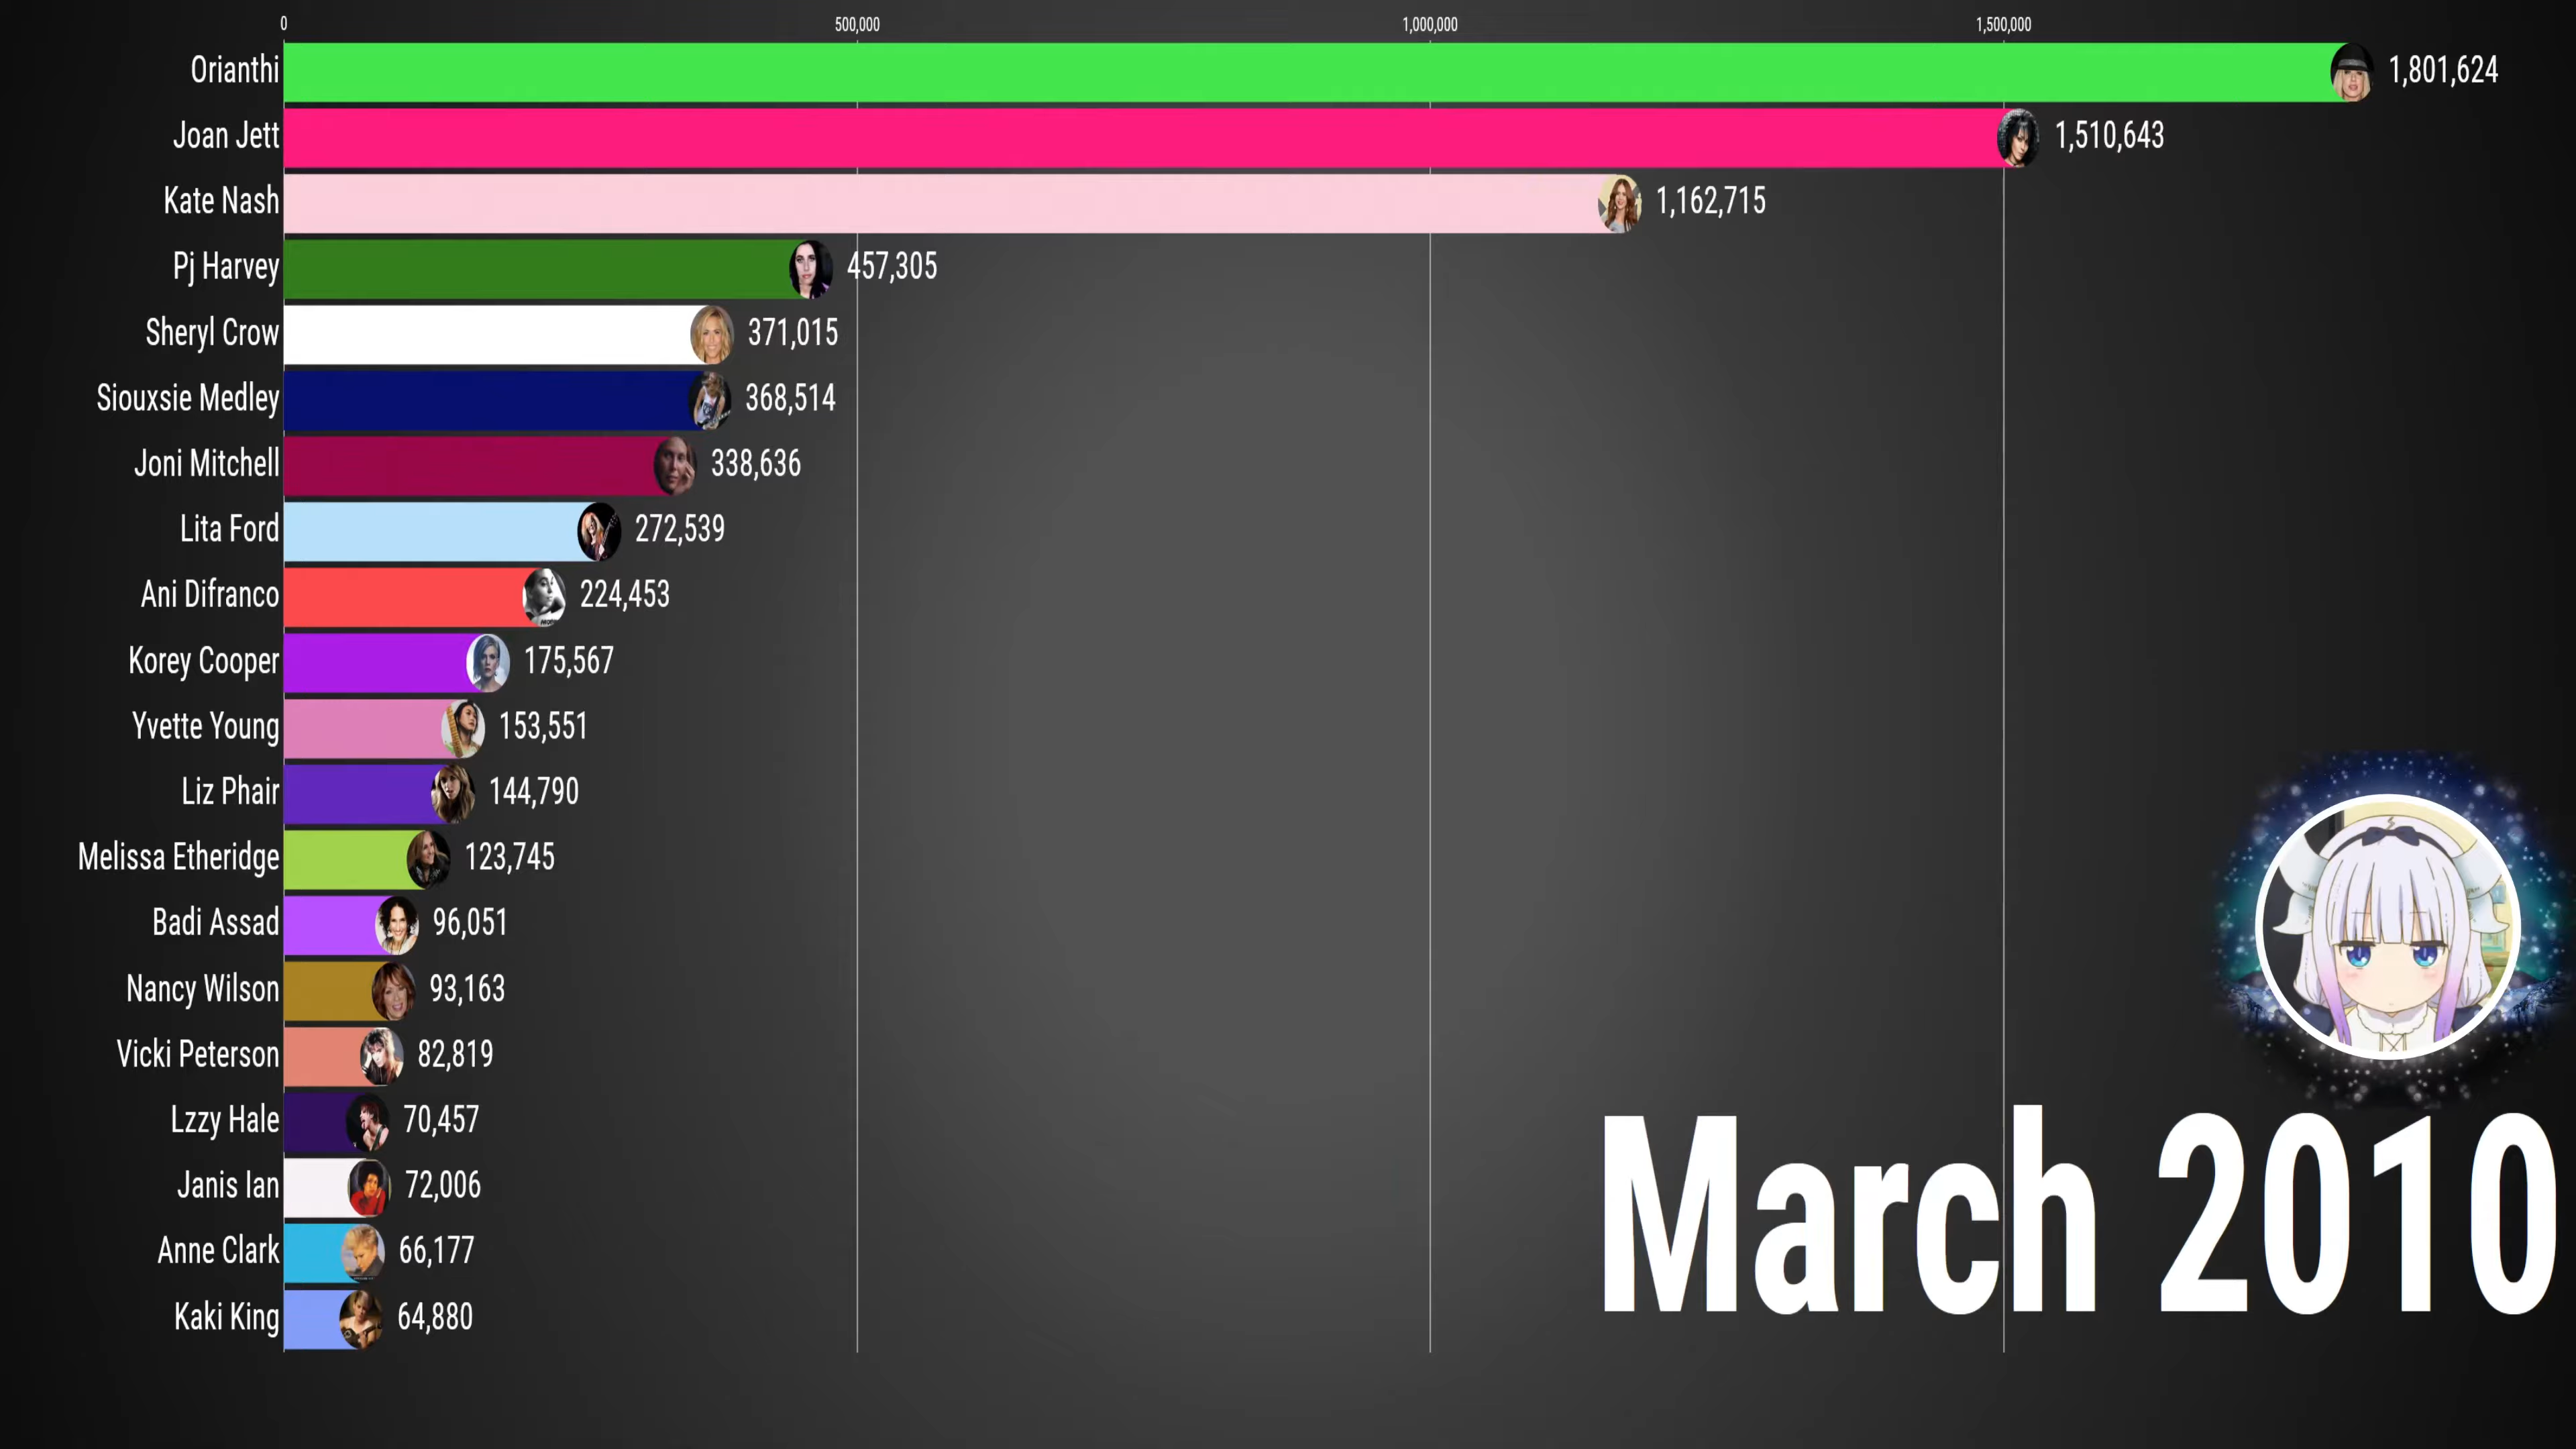 0 500,000 1,000,000 1,500,000
Orianthi 1,801,624
Joan Jett 1,510,643
Kate Nash 1,162,715
Pj Harvey 457,305
Sheryl Crow 371,015
Siouxsie Medley 368,514
Joni Mitchell 338,636
Lita Ford 272,539
Ani Difranco 224,453
Korey Cooper 175,567
Yvette Young 153,551
Liz Phair 144,790
Melissa Etheridge 123,745
Badi Assad 96,051
Nancy Wilson 93,163
Vicki Peterson 82,819
Lzzy Hale 70,457
Janis Ian 72,006
Anne Clark 66,177
Kaki King 64,880
March 2010